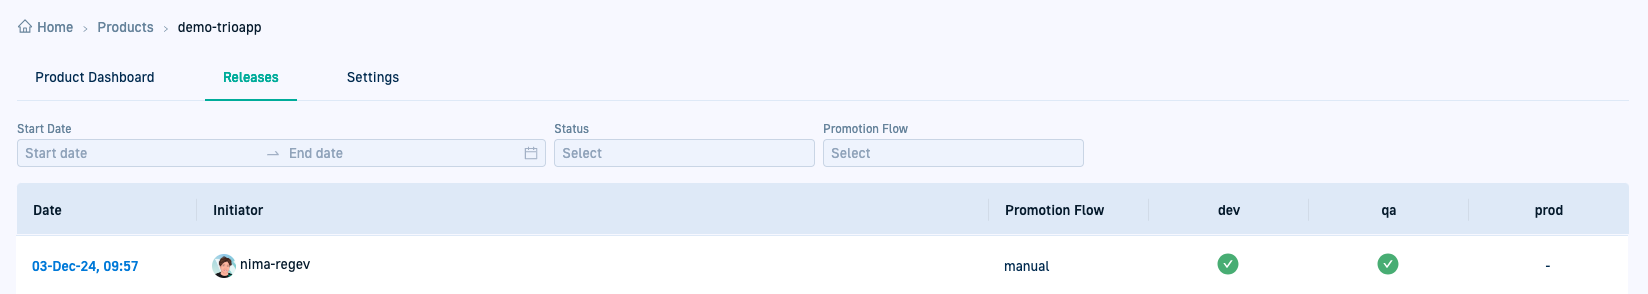 Home > Products > demo-trioapp
Product Dashboard Releases Settings
Start Date Status Promotion Flow
Start date → End date Select Select
Date Initiator Promotion Flow dev qa prod
03-Dec-24, 09:57 nima-regev manual -